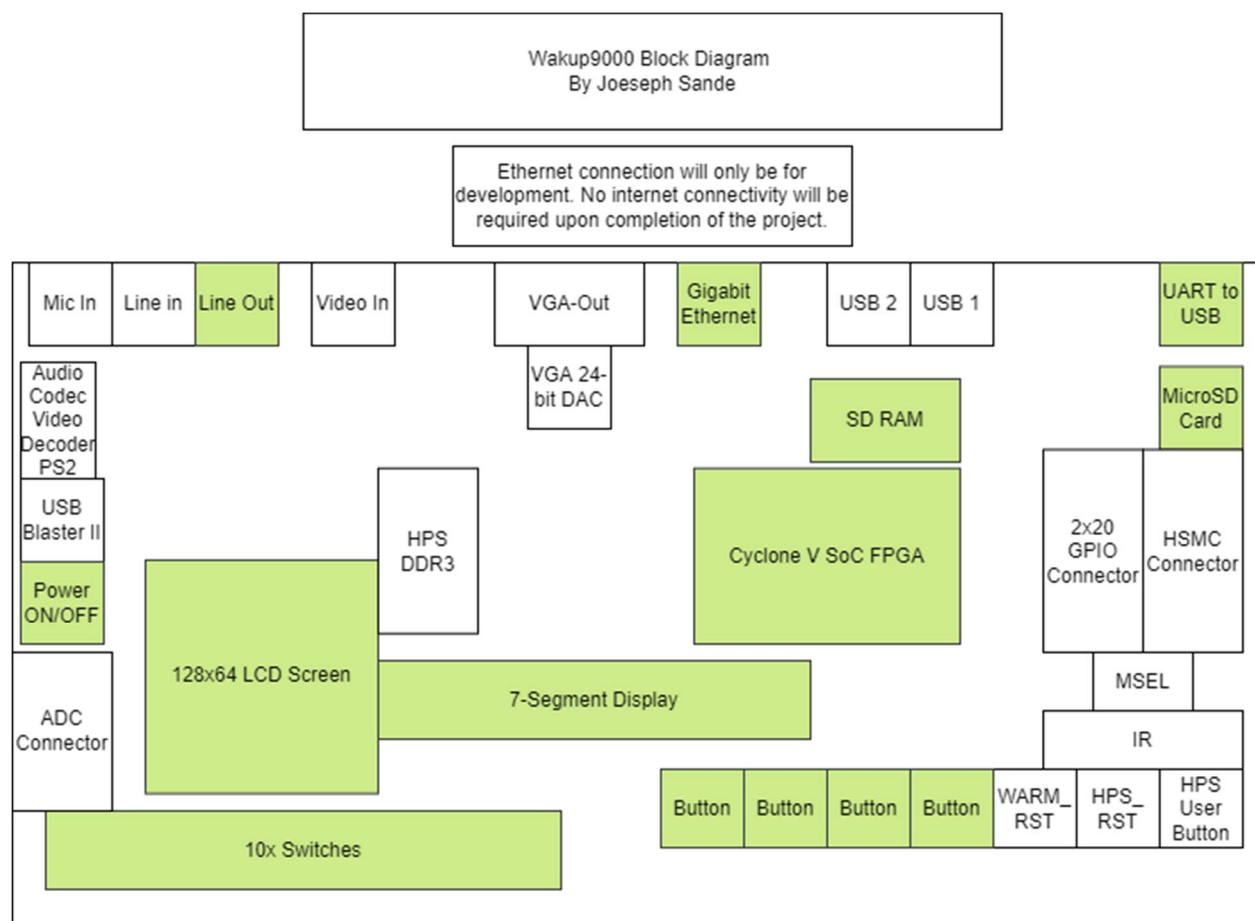 Wakup9000 Block Diagram
By Joeseph Sande
Ethernet connection will only be for
development. No internet connectivity will be
required upon completion of the project.
Mic In
Line in
Line Out
Video In
VGA-Out
Gigabit
Ethernet
USB 2
USB 1
UART to
USB
Audio
Codec
Video
Decoder
PS2
VGA 24-
bit DAC
SD RAM
MicroSD
Card
USB
Blaster II
HPS
DDR3
Cyclone V SoC FPGA
2x20
GPIO
Connector
HSMC
Connector
Power
ON/OFF
128x64 LCD Screen
7-Segment Display
MSEL
ADC
Connector
IR
Button
Button
Button
Button
WARM_
RST
HPS_
RST
HPS
User
Button
10x Switches